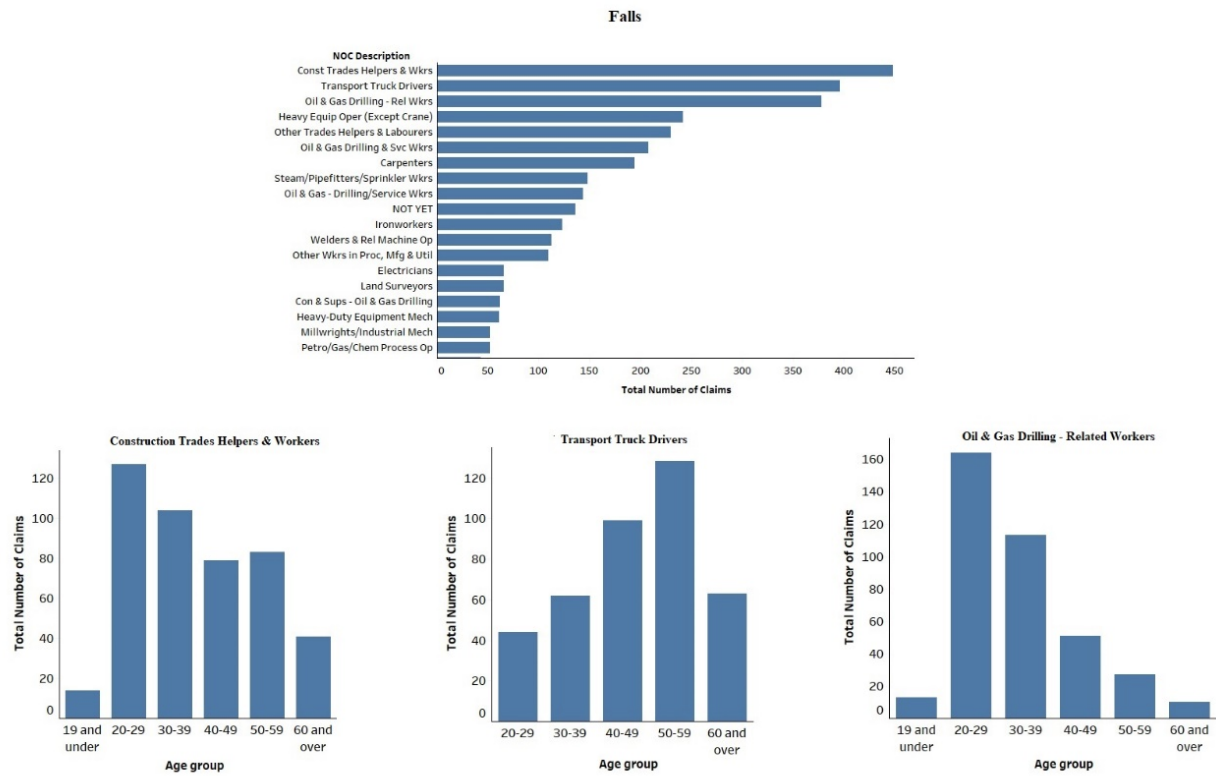 Falls
NOC Description
Const Trades Helpers & Wkrs
Transport Truck Drivers
Oil & Gas Drilling - Rel Wkrs
Heavy Equip Oper (Except Crane)
Other Trades Helpers & Labourers
Oil & Gas Drilling & Svc Wkrs
Carpenters
Steam/Pipefitters/Sprinkler Wkrs
Oil & Gas - Drilling/Service Wkrs
NOT YET
Ironworkers
Welders & Rel Machine Op
Other Wkrs in Proc, Mfg & Util
Electricians
Land Surveyors
Con & Sups - Oil & Gas Drilling
Heavy-Duty Equipment Mech
Millwrights/Industrial Mech
Petro/Gas/Chem Process Op
0 50 100 150 200 250 300 350 400 450
Total Number of Claims
Construction Trades Helpers & Workers
Total Number of Claims
120
100
80
60
40
20
0
19 and under 20-29 30-39 40-49 50-59 60 and over
Age group
Transport Truck Drivers
Total Number of Claims
120
100
80
60
40
20
0
20-29 30-39 40-49 50-59 60 and over
Age group
Oil & Gas Drilling - Related Workers
Total Number of Claims
160
140
120
100
80
60
40
20
0
19 and under 20-29 30-39 40-49 50-59 60 and over
Age group